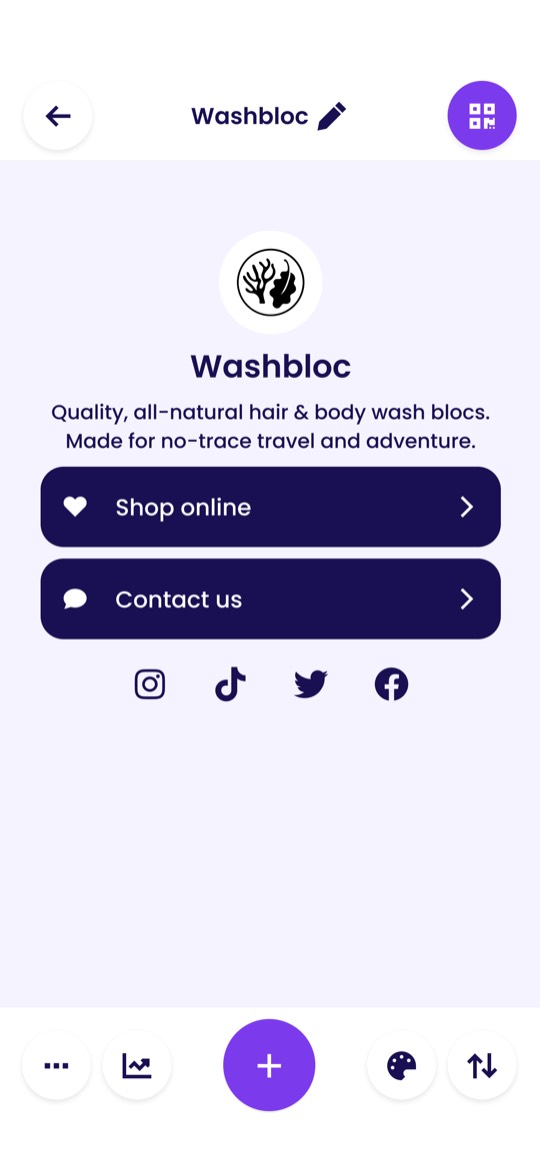 Washbloc
Washbloc
Quality, all-natural hair & body wash blocs.
Made for no-trace travel and adventure.
Shop online
Contact us